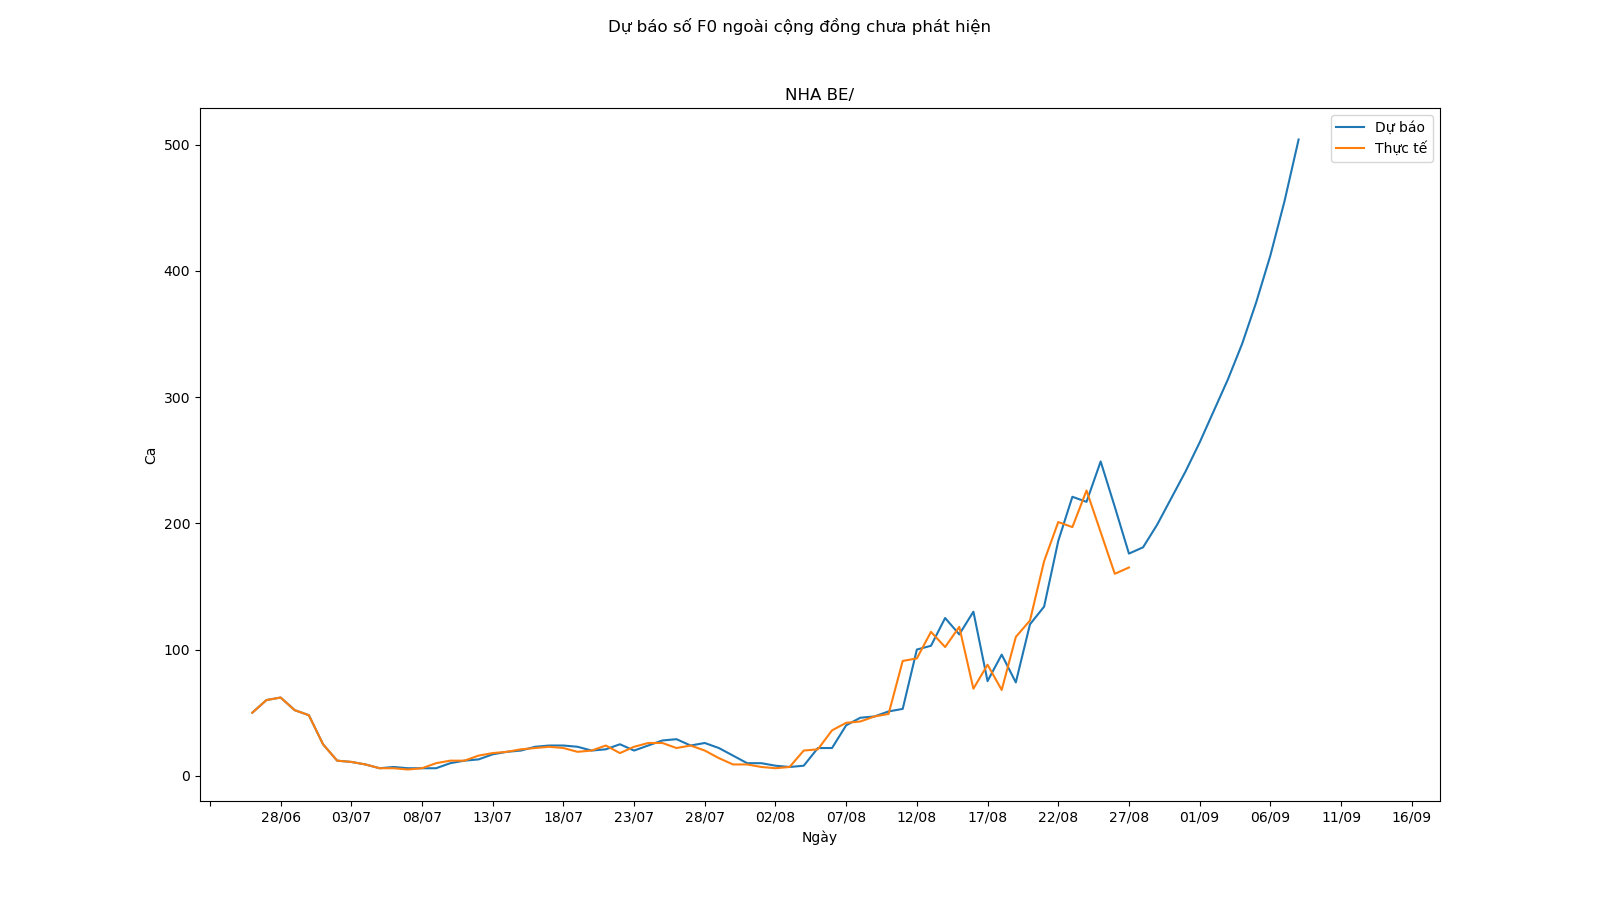 Dự báo số F0 ngoài cộng đồng chưa phát hiện
NHA BE/
Dự báo
Thực tế
500
400
300
200
100
0
Ca
28/06 03/07 08/07 13/07 18/07 23/07 28/07 02/08 07/08 12/08 17/08 22/08 27/08 01/09 06/09 11/09 16/09
Ngày